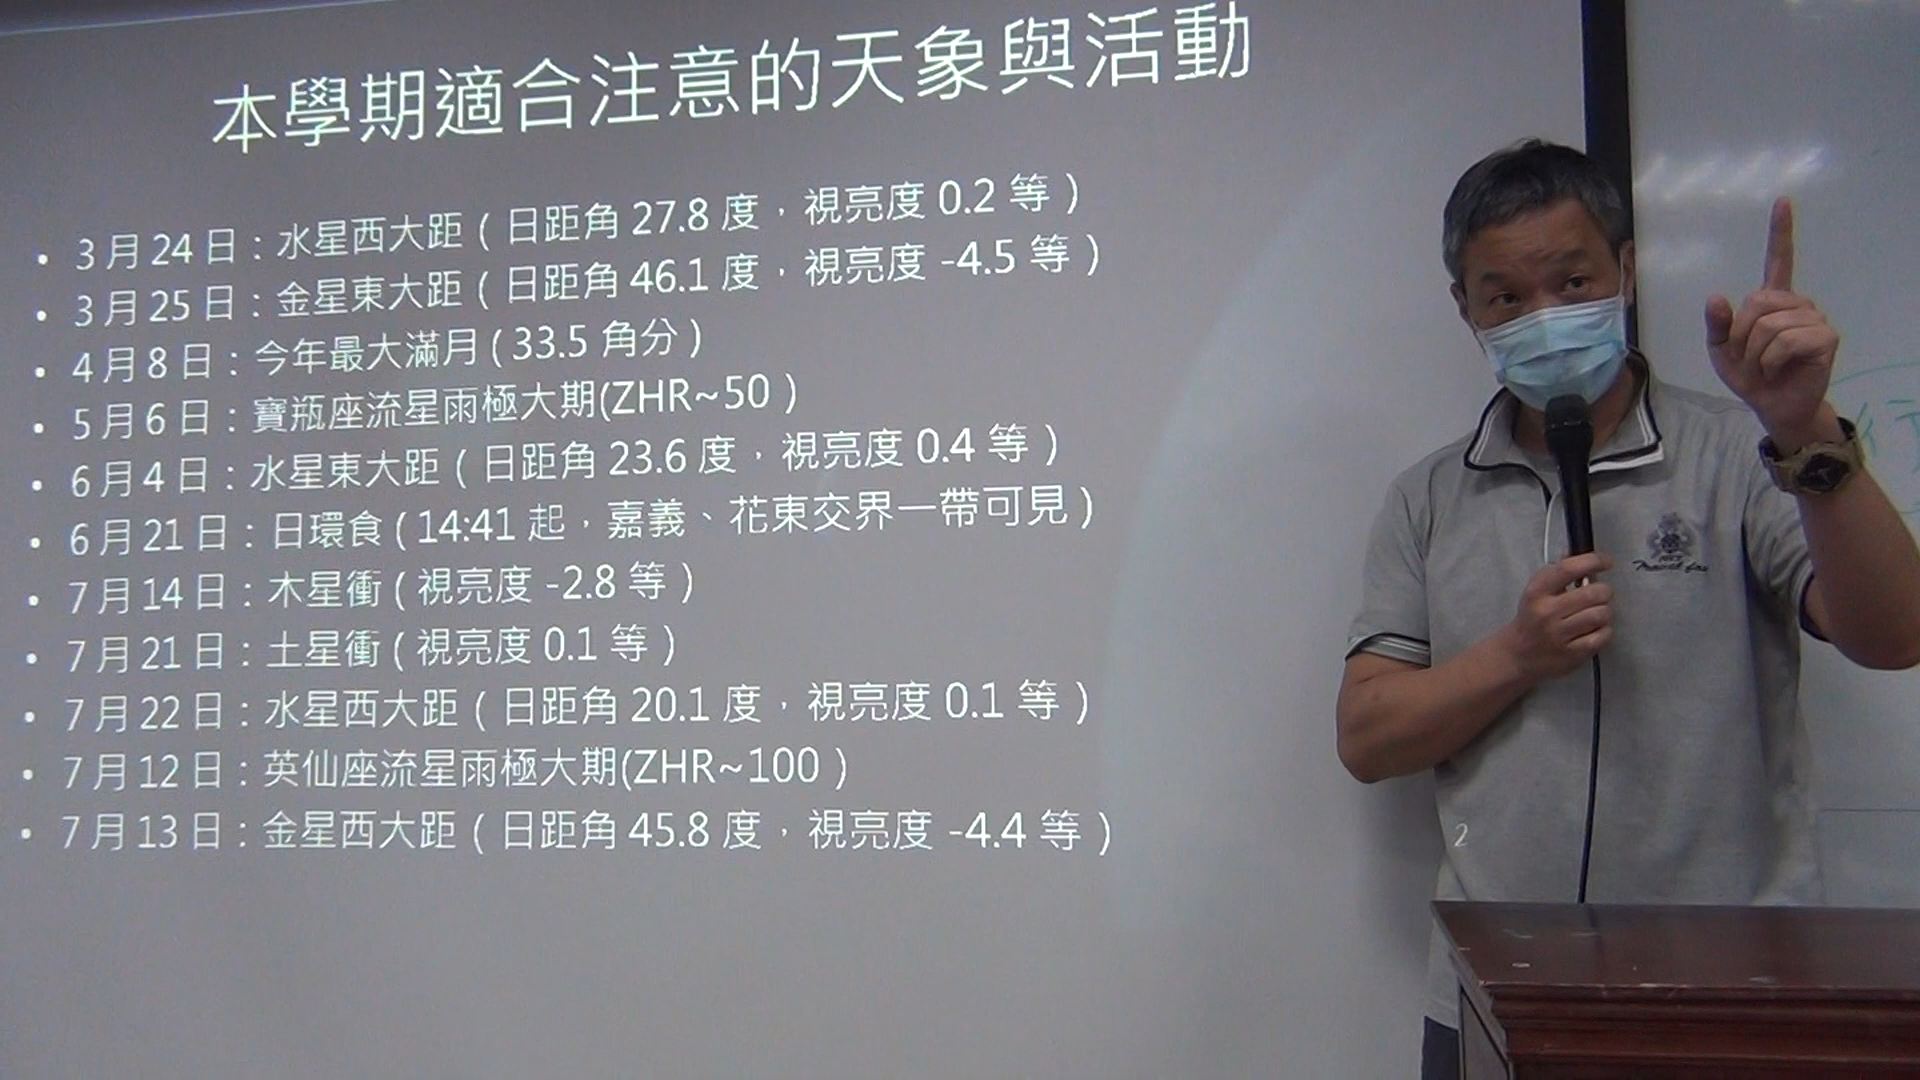 本學期適合注意的天象與活動
• 3月24日：水星西大距（日距角 27.8 度，視亮度 0.2 等）
• 3月25日：金星東大距（日距角 46.1 度，視亮度 -4.5 等）
• 4月8日：今年最大滿月 (33.5 角分)
• 5月6日：寶瓶座流星雨極大期(ZHR~50)
• 6月4日：水星東大距（日距角 23.6 度，視亮度 0.4 等）
• 6月21日：日環食 (14:41 起，嘉義、花東交界一帶可見)
• 7月14日：木星衝 (視亮度 -2.8 等)
• 7月21日：土星衝 (視亮度 0.1 等)
• 7月22日：水星西大距（日距角 20.1 度，視亮度 0.1 等）
• 7月12日：英仙座流星雨極大期(ZHR~100)
• 7月13日：金星西大距（日距角 45.8 度，視亮度 -4.4 等）
2